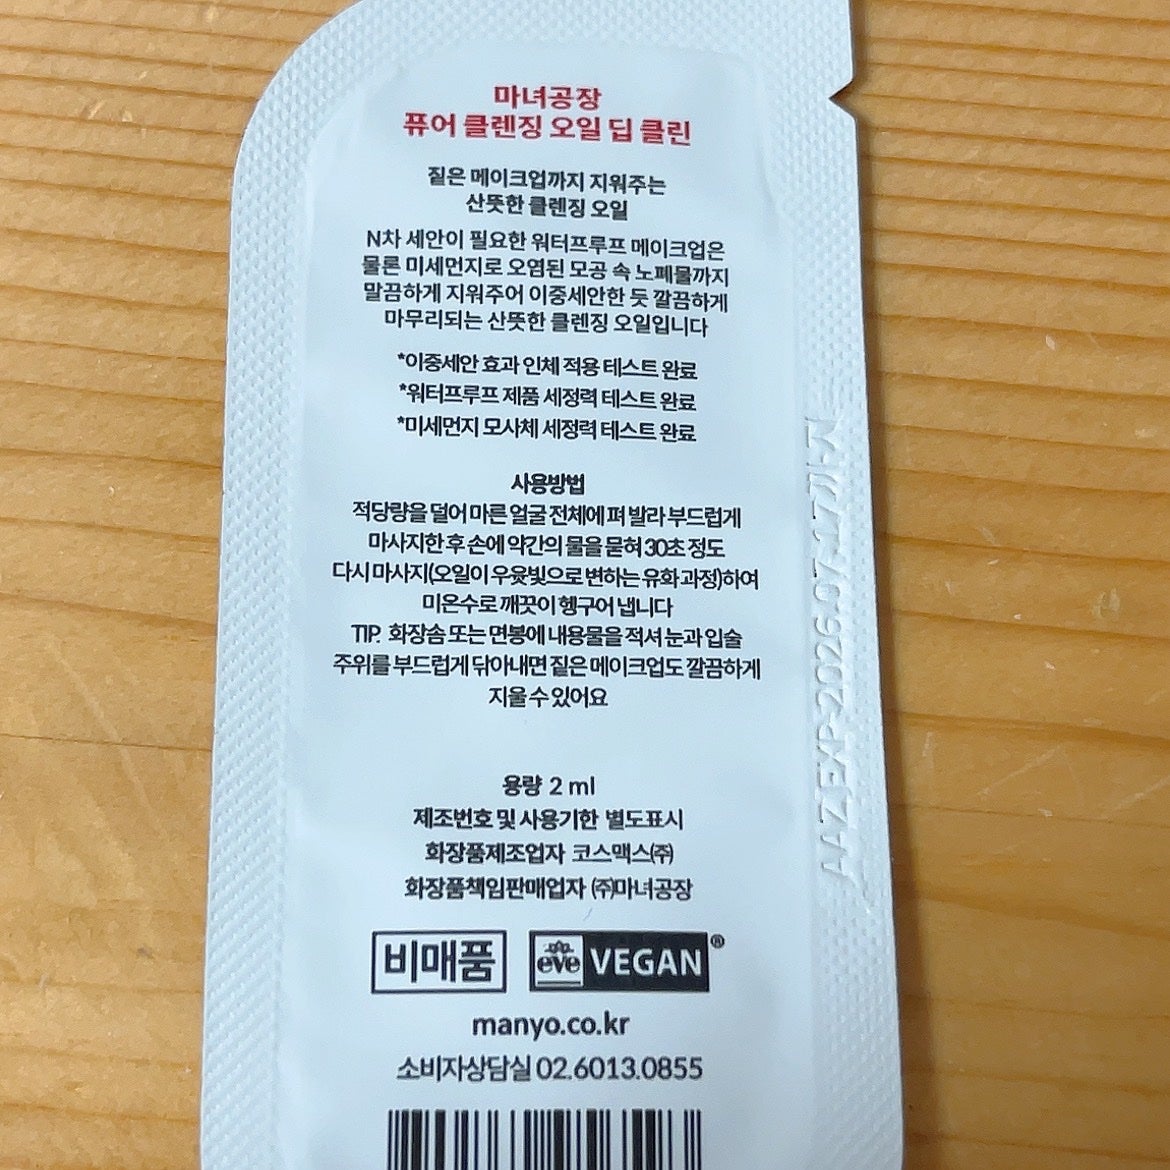 마녀공장
퓨어 클렌징 오일 딥 클린
짙은 메이크업까지 지워주는
산뜻한 클렌징 오일
N차 세안이 필요한 워터프루프 메이크업은
물론 미세먼지로 오염된 모공 속 노폐물까지
말끔하게 지워주어 이중세안한 듯 깔끔하게
마무리되는 산뜻한 클렌징 오일입니다
*이중세안 효과 인체 적용 테스트 완료
*워터프루프 제품 세정력 테스트 완료
*미세먼지 모사체 세정력 테스트 완료
사용방법
적당량을 덜어 마른 얼굴 전체에 펴 발라 부드럽게
마사지한 후 손에 약간의 물을 묻혀 30초 정도
다시 마사지(오일이 우윳빛으로 변하는 유화 과정)하여
미온수로 깨끗이 헹구어 냅니다
TIP. 화장솜 또는 면봉에 내용물을 적셔 눈과 입술
주위를 부드럽게 닦아내면 짙은 메이크업도 깔끔하게
지울 수 있어요
용량 2 ml
제조번호 및 사용기한 별도표시
화장품제조업자 코스맥스㈜
화장품책임판매업자 ㈜마녀공장
비매품
eve VEGAN®
manyo.co.kr
소비자상담실 02.6013.0855
EXP-2026.07.17까지